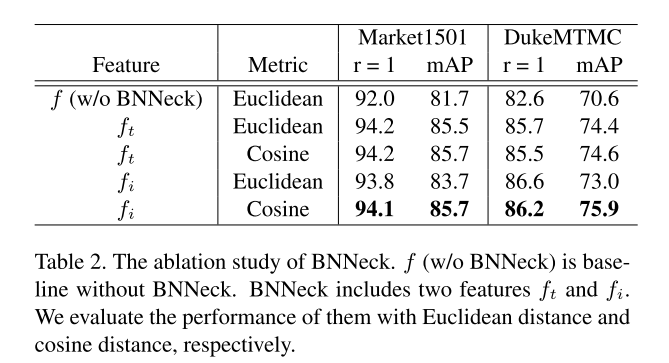 Market1501 DukeMTMC
Feature Metric r = 1 mAP r = 1 mAP
f (w/o BNNeck) Euclidean 92.0 81.7 82.6 70.6
f_t Euclidean 94.2 85.5 85.7 74.4
f_t Cosine 94.2 85.7 85.5 74.6
f_i Euclidean 93.8 83.7 86.6 73.0
f_i Cosine 94.1 85.7 86.2 75.9
Table 2. The ablation study of BNNeck. f (w/o BNNeck) is base-
line without BNNeck. BNNeck includes two features f_t and f_i.
We evaluate the performance of them with Euclidean distance and
cosine distance, respectively.